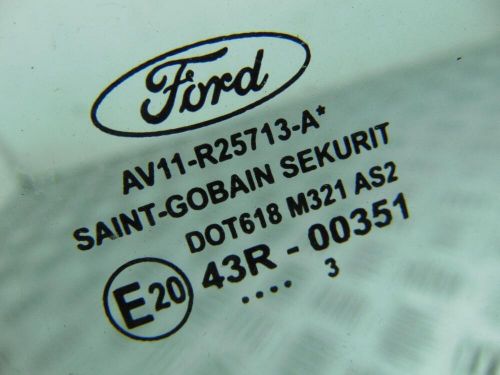 Ford
AV11-R25713-A*
SAINT-GOBAIN SEKURIT
DOT618 M321 AS2
E20 43R - 00351
.... 3